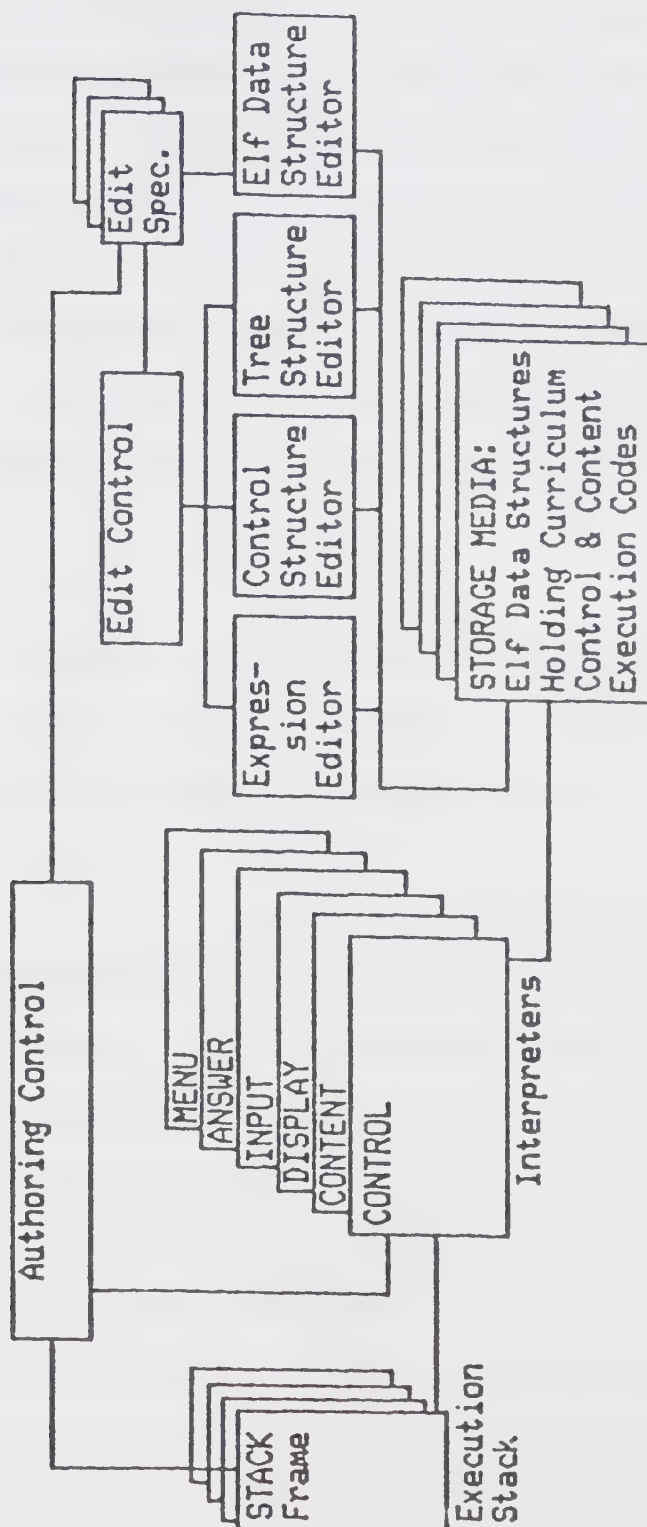 Authoring Control
Edit
Spec.
Edit Control
Expres-
sion
Editor
Control
Structure
Editor
Tree
Structure
Editor
Elf Data
Structure
Editor
MENU
ANSWER
INPUT
DISPLAY
CONTENT
CONTROL
Interpreters
STACK
Frame
Execution
Stack
STORAGE MEDIA:
Elf Data Structures
Holding Curriculum
Control & Content
Execution Codes